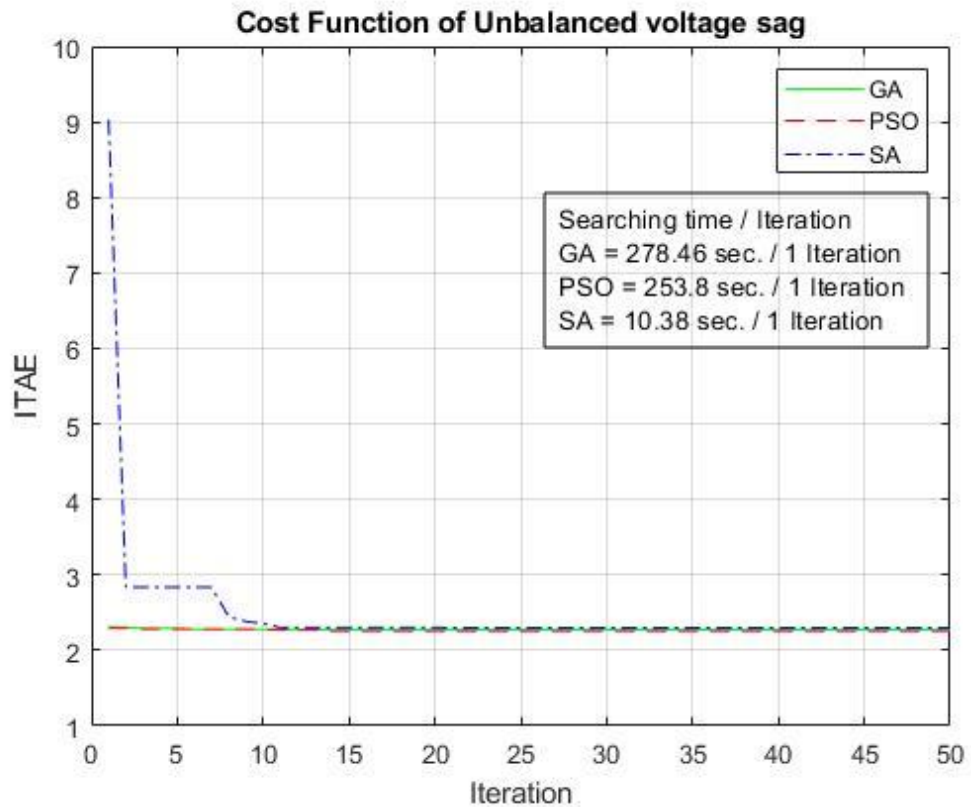 Cost Function of Unbalanced voltage sag
10
9
8
7
6
5
4
3
2
1
ITAE
GA
PSO
SA
Searching time / Iteration
GA = 278.46 sec. / 1 Iteration
PSO = 253.8 sec. / 1 Iteration
SA = 10.38 sec. / 1 Iteration
0 5 10 15 20 25 30 35 40 45 50
Iteration